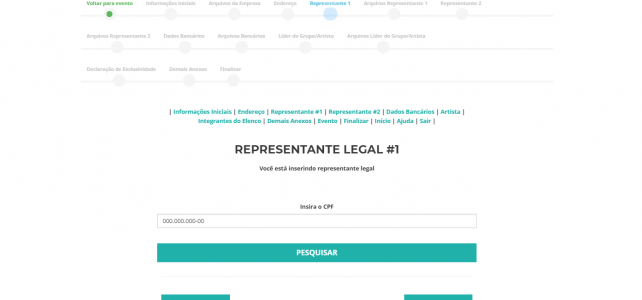 Voltar para evento Informações Iniciais Arquivos da Empresa Endereço Representante 1 Arquivos Representante 1 Representante 2
Arquivos Representante 2 Dados Bancários Arquivos Bancários Líder do Grupo/Artista Arquivos Líder do Grupo/Artista
Declaração de Exclusividade Demais Anexos Finalizar
| Informações Iniciais | Endereço | Representante #1 | Representante #2 | Dados Bancários | Artista |
Integrantes do Elenco | Demais Anexos | Evento | Finalizar | Início | Ajuda | Sair |
REPRESENTANTE LEGAL #1
Você está inserindo representante legal
Insira o CPF
000.000.000-00
PESQUISAR